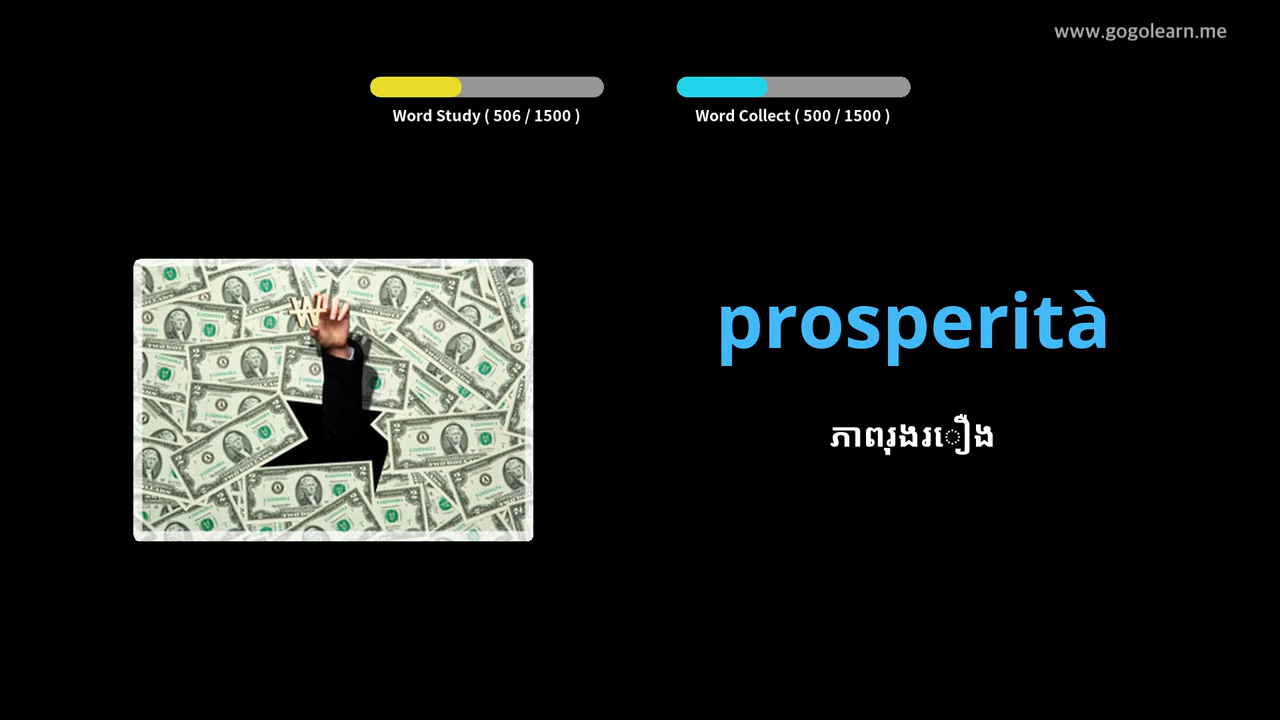 www.gogolearn.me
Word Study ( 506 / 1500 )
Word Collect ( 500 / 1500 )
prosperità
ភាពរុងរឿង